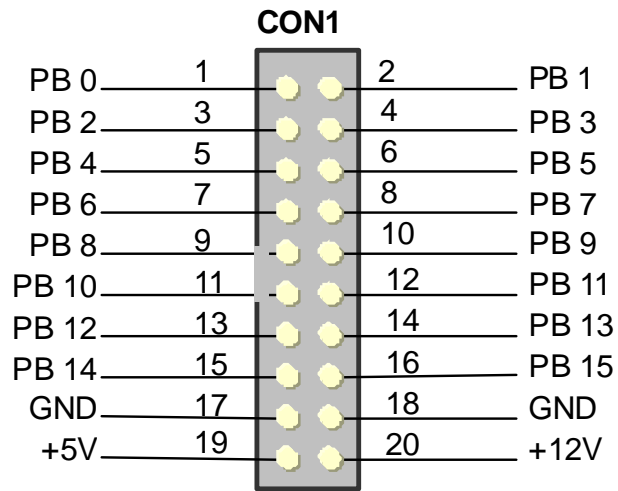 CON1
PB 0 1 2 PB 1
PB 2 3 4 PB 3
PB 4 5 6 PB 5
PB 6 7 8 PB 7
PB 8 9 10 PB 9
PB 10 11 12 PB 11
PB 12 13 14 PB 13
PB 14 15 16 PB 15
GND 17 18 GND
+5V 19 20 +12V